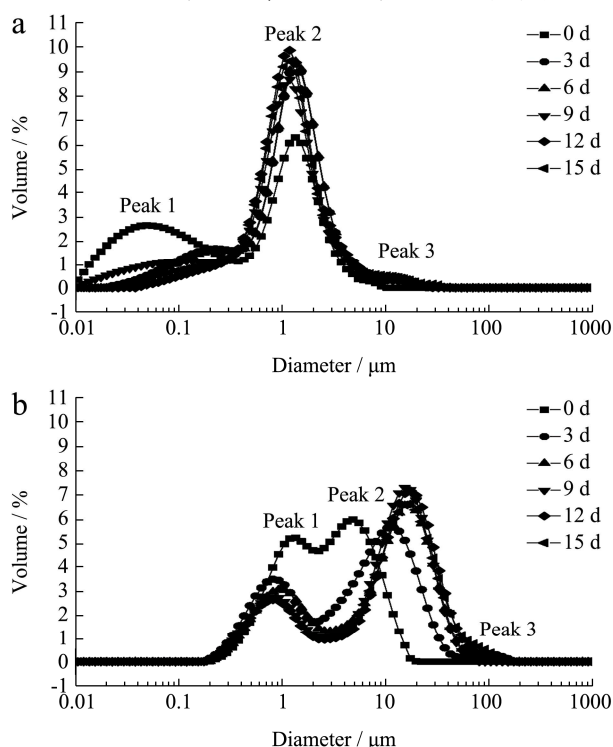 a
Peak 2
Peak 1
Peak 3
11
10
9
8
7
6
5
4
3
2
1
0
-1
0.01 0.1 1 10 100 1000
Volume / %
Diameter / μm
0 d
3 d
6 d
9 d
12 d
15 d
b
Peak 1
Peak 2
Peak 3
11
10
9
8
7
6
5
4
3
2
1
0
-1
0.01 0.1 1 10 100 1000
Volume / %
Diameter / μm
0 d
3 d
6 d
9 d
12 d
15 d